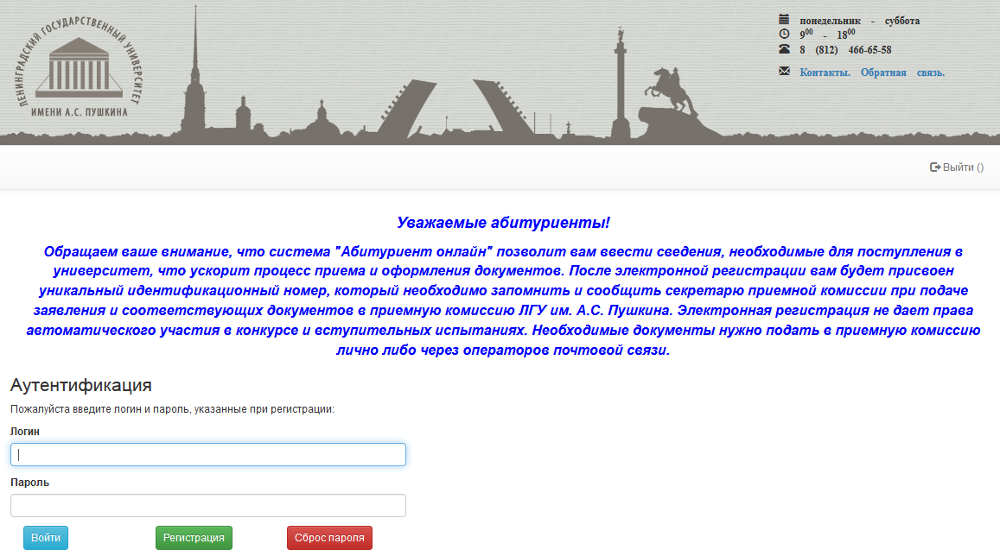 ЛЕНИНГРАДСКИЙ ГОСУДАРСТВЕННЫЙ УНИВЕРСИТЕТ
ИМЕНИ А.С. ПУШКИНА
понедельник - суббота
9⁰⁰ - 18⁰⁰
8 (812) 466-65-58
Контакты. Обратная связь.
Выйти ()
Уважаемые абитуриенты!
Обращаем ваше внимание, что система "Абитуриент онлайн" позволит вам ввести сведения, необходимые для поступления в
университет, что ускорит процесс приема и оформления документов. После электронной регистрации вам будет присвоен
уникальный идентификационный номер, который необходимо запомнить и сообщить секретарю приемной комиссии при подаче
заявления и соответствующих документов в приемную комиссию ЛГУ им. А.С. Пушкина. Электронная регистрация не дает права
автоматического участия в конкурсе и вступительных испытаниях. Необходимые документы нужно подать в приемную комиссию
лично либо через операторов почтовой связи.
Аутентификация
Пожалуйста введите логин и пароль, указанные при регистрации:
Логин
Пароль
Войти Регистрация Сброс пароля